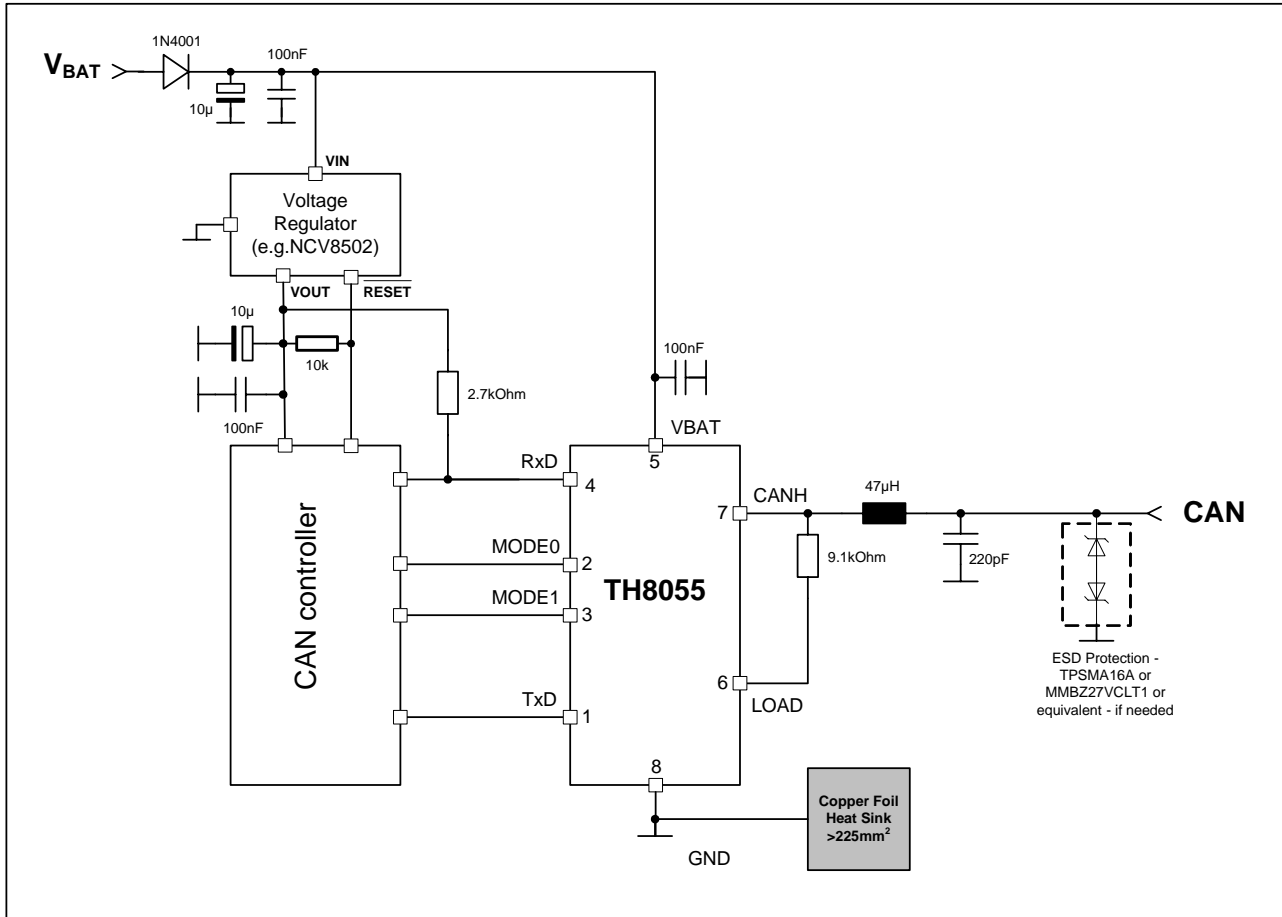 1N4001
100nF
VBAT
10µ
VIN
Voltage
Regulator
(e.g.NCV8502)
VOUT
RESET
10µ
10k
100nF
2.7kOhm
100nF
VBAT
5
RxD
4
CANH
7
47µH
CAN
MODE0
2
9.1kOhm
220pF
TH8055
MODE1
3
CAN controller
6
LOAD
ESD Protection -
TPSMA16A or
MMBZ27VCLT1 or
equivalent - if needed
TxD
1
8
GND
Copper Foil
Heat Sink
>225mm²